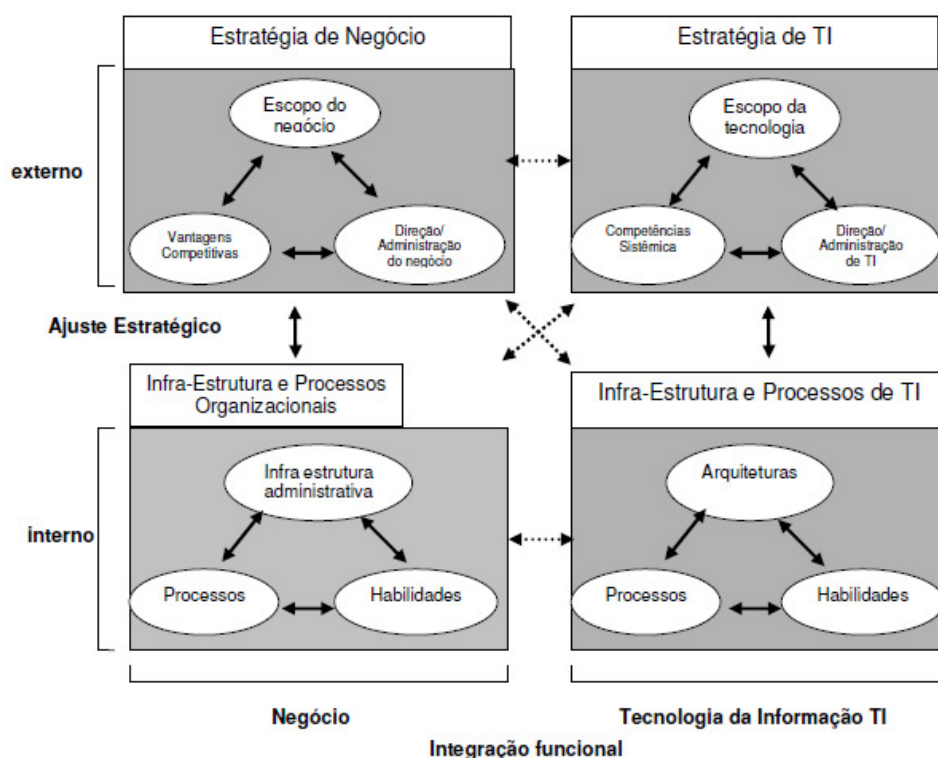 Estratégia de Negócio
Estratégia de TI
externo
Escopo do
negócio
Vantagens
Competitivas
Direção/
Administração
do negócio
Escopo da
tecnologia
Competências
Sistêmica
Direção/
Administração
de TI
Ajuste Estratégico
Infra-Estrutura e Processos
Organizacionais
Infra-Estrutura e Processos de TI
interno
Infra estrutura
administrativa
Processos
Habilidades
Arquiteturas
Processos
Habilidades
Negócio
Tecnologia da Informação TI
Integração funcional